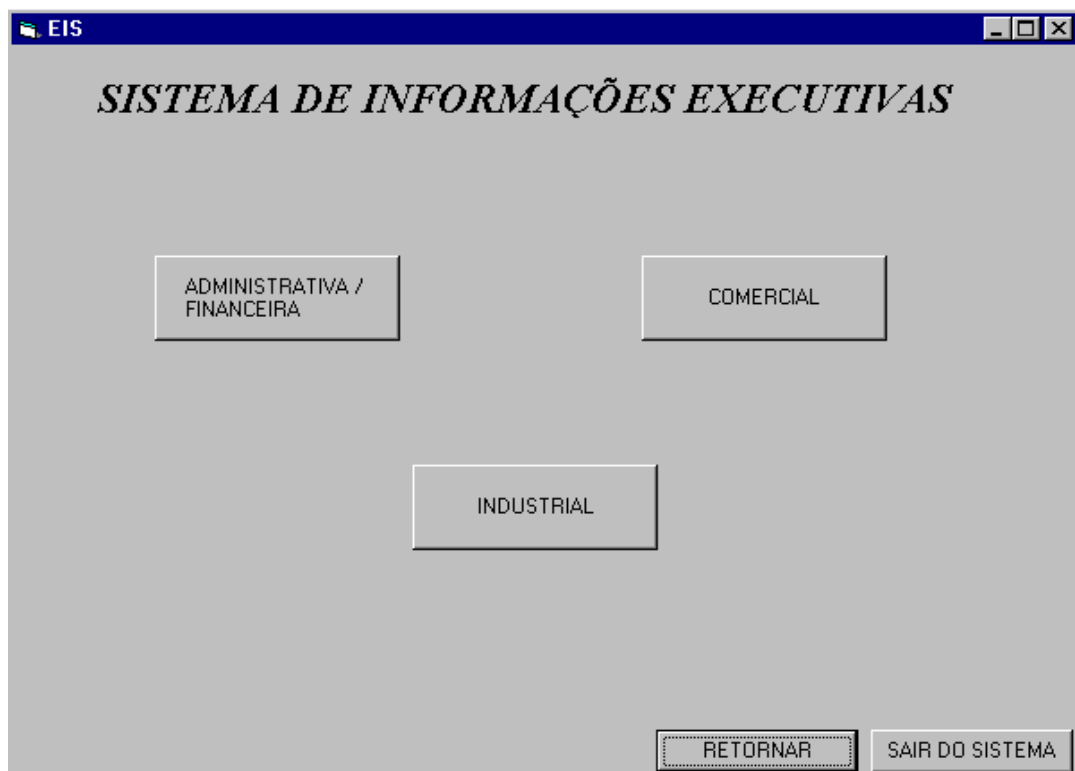 EIS
SISTEMA DE INFORMAÇÕES EXECUTIVAS
ADMINISTRATIVA /
FINANCEIRA
COMERCIAL
INDUSTRIAL
RETORNAR
SAIR DO SISTEMA